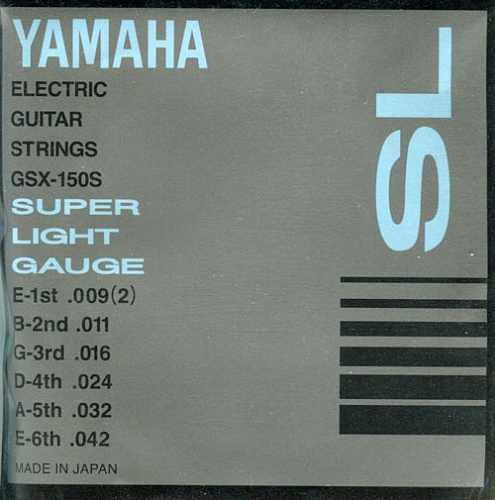 YAMAHA
ELECTRIC
GUITAR
STRINGS
GSX-150S
SUPER
LIGHT
GAUGE
E-1st .009(2)
B-2nd .011
G-3rd .016
D-4th .024
A-5th .032
E-6th .042
MADE IN JAPAN
SL